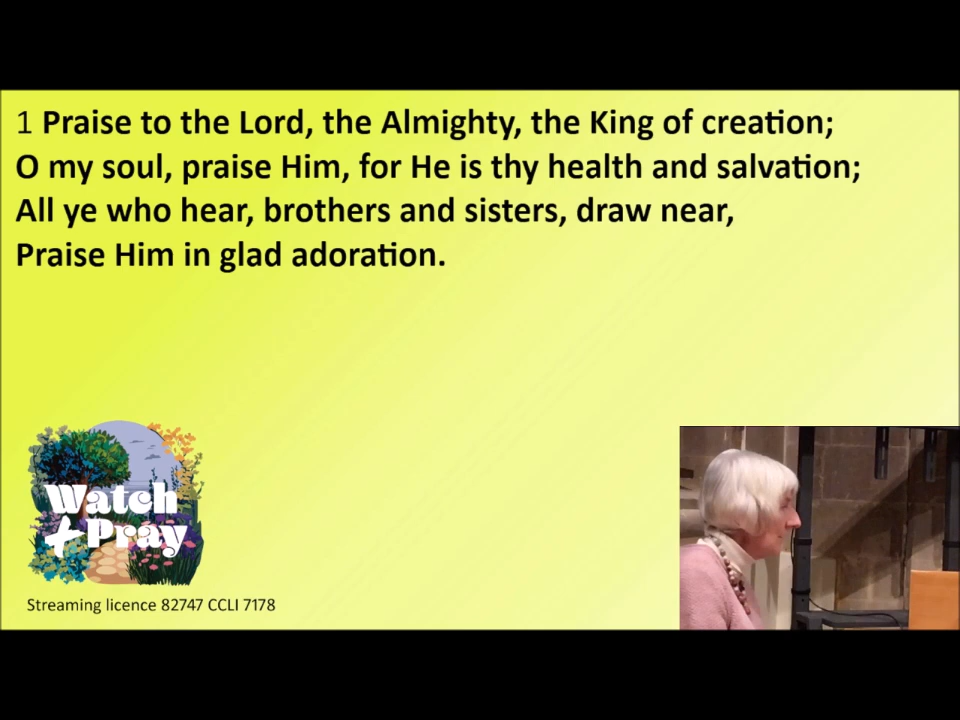 1 Praise to the Lord, the Almighty, the King of creation;
O my soul, praise Him, for He is thy health and salvation;
All ye who hear, brothers and sisters, draw near,
Praise Him in glad adoration.
Watch
+Pray
Streaming licence 82747 CCLI 7178